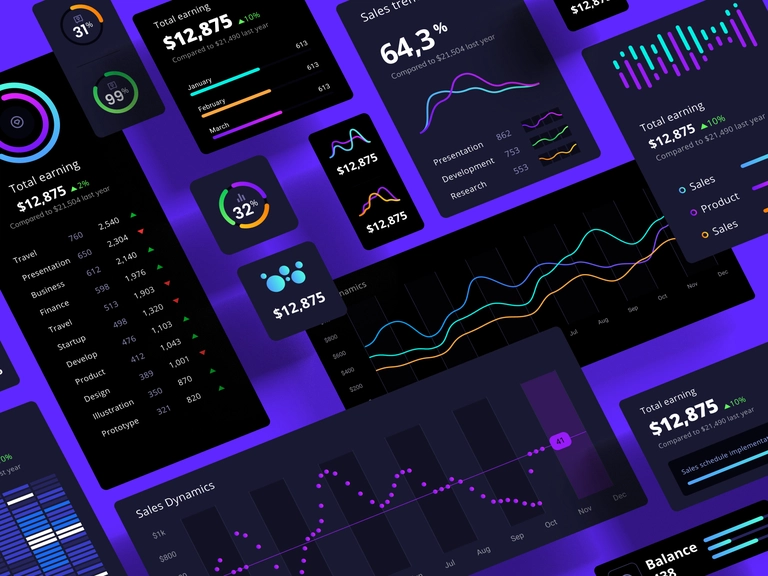 31%
99%
Total earning
$12,875 10%
Compared to $21,490 last year
January 613
February 613
March 613
Sales
64,3%
Compared to $21,504 last year
Presentation 862
Development 753
Research 553
$12,875
Total earning
$12,875 10%
Compared to $21,490 last year
Sales
Product
Sales
Total earning
$12,875 2%
Compared to $21,504 last year
Travel 760 2,540
Presentation 650 2,304
Business 612 2,140
Finance 598 1,976
Travel 513 1,903
Startup 498 1,320
Develop 476 1,103
Product 412 1,043
Design 389 1,001
Illustration 350 870
Prototype 321 820
$12,875
$12,875
32%
$12,875
$800
$600
$400
$200
Jul
Aug
Sep
Oct
Nov
Dec
Sales Dynamics
$1k
$800
41
Jul
Aug
Sep
Oct
Nov
Dec
Total earning
$12,875 10%
Compared to $21,490 last year
Sales schedule
last year
Balance